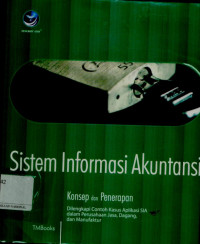 Sistem Informasi Akuntansi
Konsep dan Penerapan
Dilengkapi Contoh Kasus Aplikasi SIA
dalam Perusahaan Jasa, Dagang,
dan Manufaktur
TMBooks